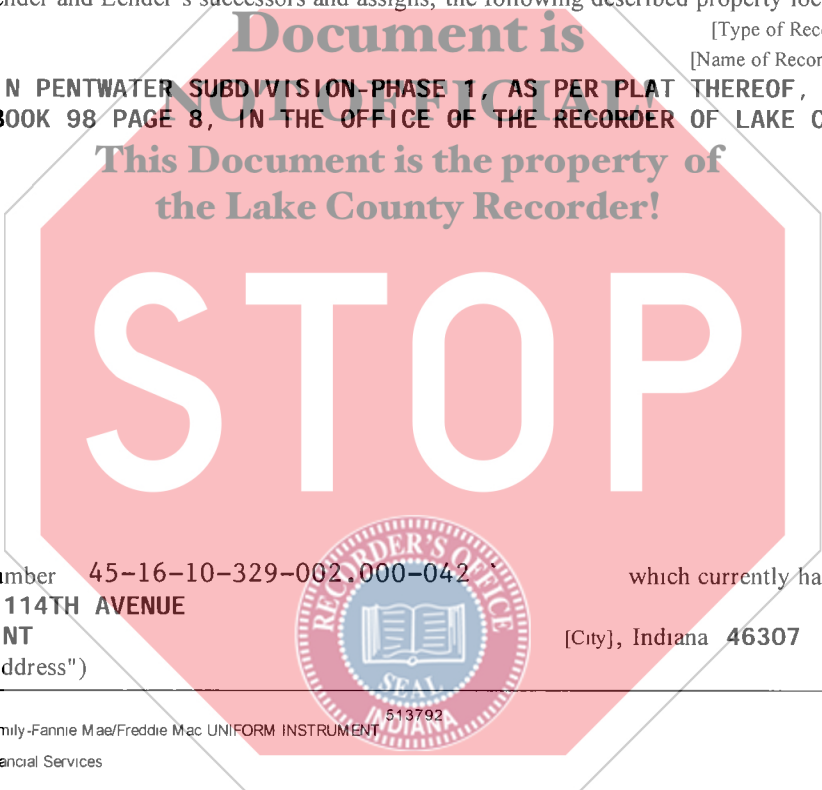 ender and Lender's successors and assigns, the following described property loc
Document is
[Type of Reco
[Name of Recor
NOT OFFICIAL!
N PENTWATER SUBDIVISION-PHASE 1, AS PER PLAT THEREOF,
BOOK 98 PAGE 8, IN THE OFFICE OF THE RECORDER OF LAKE C
This Document is the property of
the Lake County Recorder!
STOP
umber 45-16-10-329-002.000-042 which currently ha
114TH AVENUE
NT [City], Indiana 46307
ddress")
RECORDER'S OFFICE
SEAL
INDIANA
513792
mily-Fannie Mae/Freddie Mac UNIFORM INSTRUMENT
ancial Services